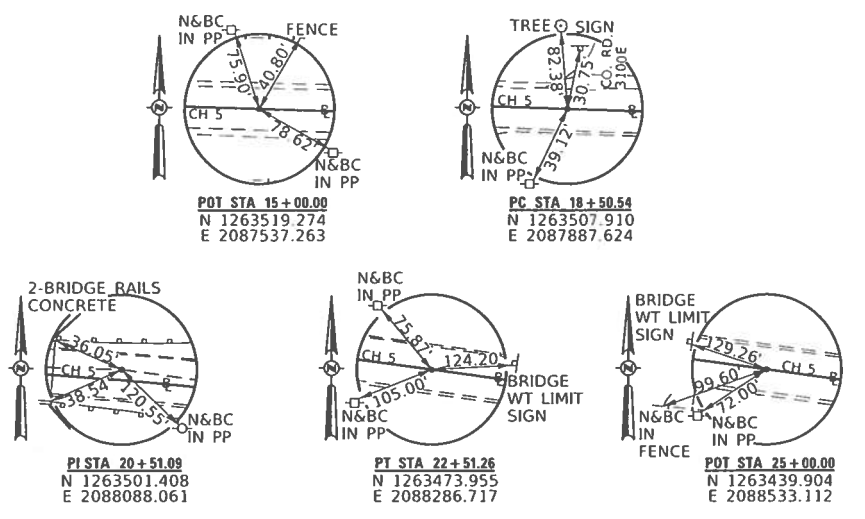 N&BC
IN PP
FENCE
75.90'
40.80'
N
CH 5
78.62'
N&BC
IN PP
POT STA 15+00.00
N 1263519.274
E 2087537.263
TREE
SIGN
82.38'
30.75'
CO. RD.
3100E
N
CH 5
39.12'
N&BC
IN PP
PC STA 18+50.54
N 1263507.910
E 2087887.624
2-BRIDGE RAILS
CONCRETE
36.05'
N
CH 5
38.54'
120.55'
N&BC
IN PP
PI STA 20+51.09
N 1263501.408
E 2088088.061
N&BC
IN PP
75.87'
N
CH 5
124.20'
105.00'
BRIDGE
WT LIMIT
SIGN
N&BC
IN PP
PT STA 22+51.26
N 1263473.955
E 2088286.717
BRIDGE
WT LIMIT
SIGN
129.26'
N
CH 5
99.60'
72.00'
N&BC
IN
FENCE
N&BC
IN PP
POT STA 25+00.00
N 1263439.904
E 2088533.112